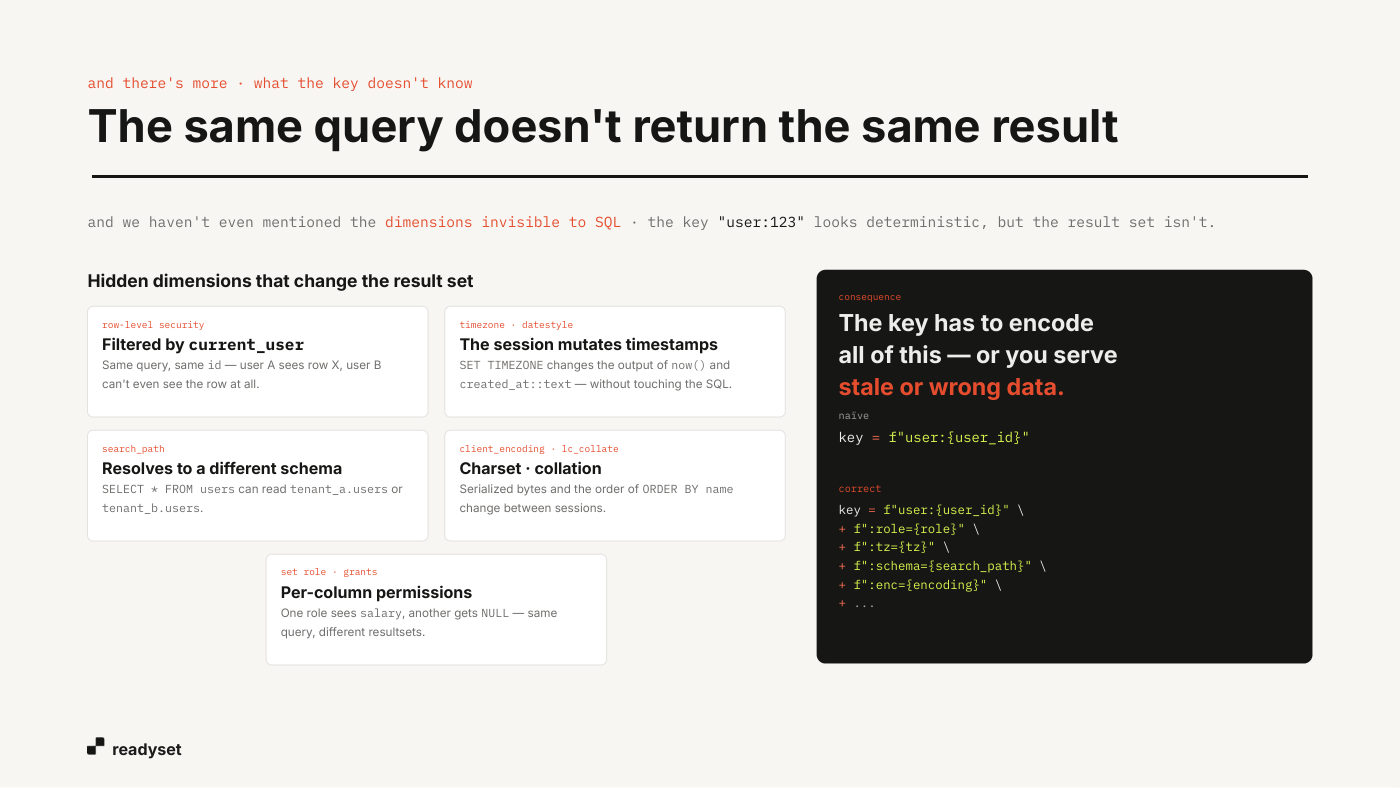 and there's more · what the key doesn't know
The same query doesn't return the same result
and we haven't even mentioned the dimensions invisible to SQL · the key "user:123" looks deterministic, but the result set isn't.
Hidden dimensions that change the result set
row-level security
Filtered by current_user
Same query, same id — user A sees row X, user B
can't even see the row at all.
timezone · datestyle
The session mutates timestamps
SET TIMEZONE changes the output of now() and
created_at::text — without touching the SQL.
search_path
Resolves to a different schema
SELECT * FROM users can read tenant_a.users or
tenant_b.users.
client_encoding · lc_collate
Charset · collation
Serialized bytes and the order of ORDER BY name
change between sessions.
set role · grants
Per-column permissions
One role sees salary, another gets NULL — same
query, different resultsets.
consequence
The key has to encode
all of this — or you serve
stale or wrong data.
naïve
key = f"user:{user_id}"
correct
key = f"user:{user_id}" \
+ f":role={role}" \
+ f":tz={tz}" \
+ f":schema={search_path}" \
+ f":enc={encoding}" \
+ ...
readyset